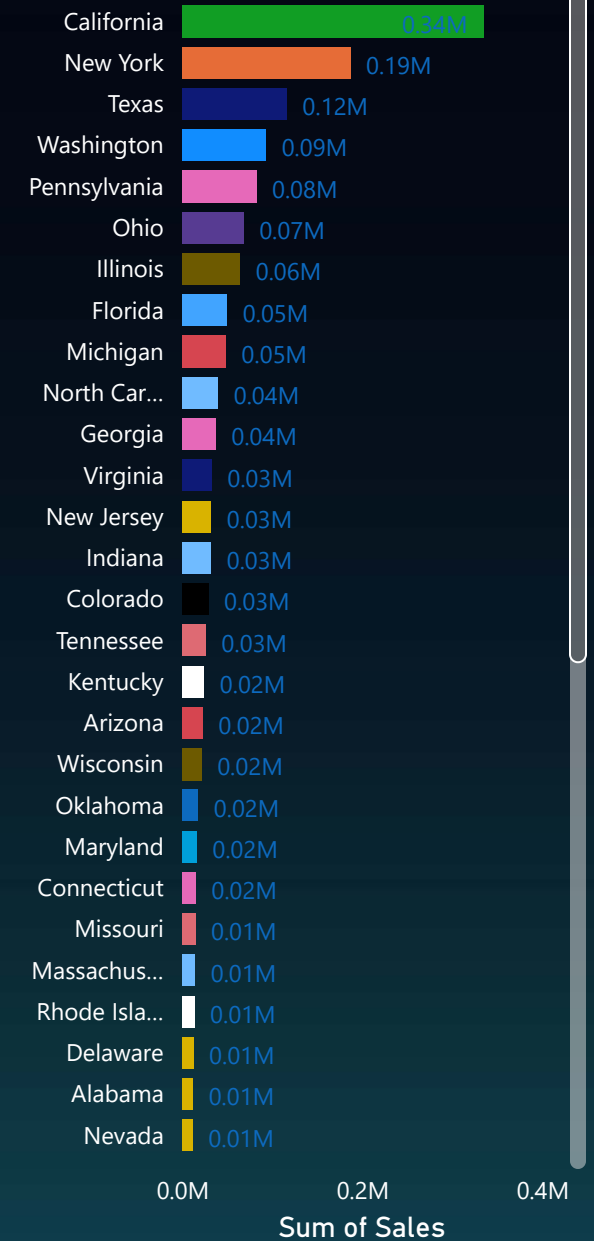 California 0.34M
New York 0.19M
Texas 0.12M
Washington 0.09M
Pennsylvania 0.08M
Ohio 0.07M
Illinois 0.06M
Florida 0.05M
Michigan 0.05M
North Car... 0.04M
Georgia 0.04M
Virginia 0.03M
New Jersey 0.03M
Indiana 0.03M
Colorado 0.03M
Tennessee 0.03M
Kentucky 0.02M
Arizona 0.02M
Wisconsin 0.02M
Oklahoma 0.02M
Maryland 0.02M
Connecticut 0.02M
Missouri 0.01M
Massachus... 0.01M
Rhode Isla... 0.01M
Delaware 0.01M
Alabama 0.01M
Nevada 0.01M
0.0M 0.2M 0.4M
Sum of Sales